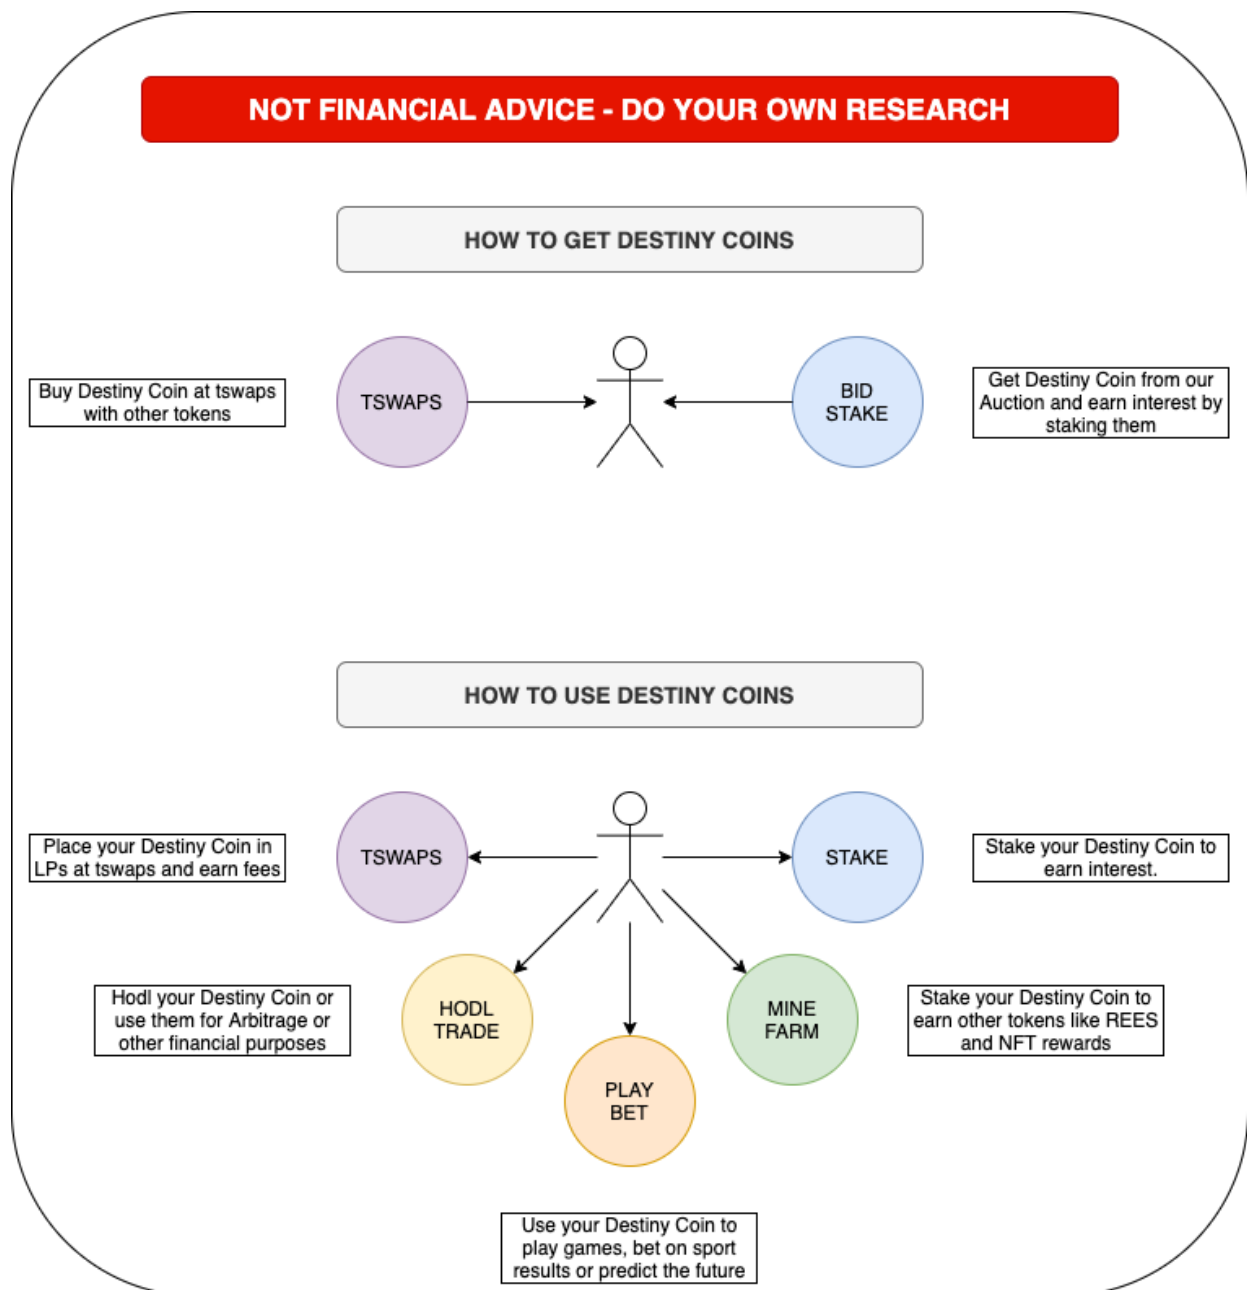 NOT FINANCIAL ADVICE - DO YOUR OWN RESEARCH
HOW TO GET DESTINY COINS
Buy Destiny Coin at tswaps
with other tokens
TSWAPS
BID
STAKE
Get Destiny Coin from our
Auction and earn interest by
staking them
HOW TO USE DESTINY COINS
Place your Destiny Coin in
LPs at tswaps and earn fees
TSWAPS
STAKE
Stake your Destiny Coin to
earn interest.
Hodl your Destiny Coin or
use them for Arbitrage or
other financial purposes
HODL
TRADE
MINE
FARM
Stake your Destiny Coin to
earn other tokens like REES
and NFT rewards
PLAY
BET
Use your Destiny Coin to
play games, bet on sport
results or predict the future